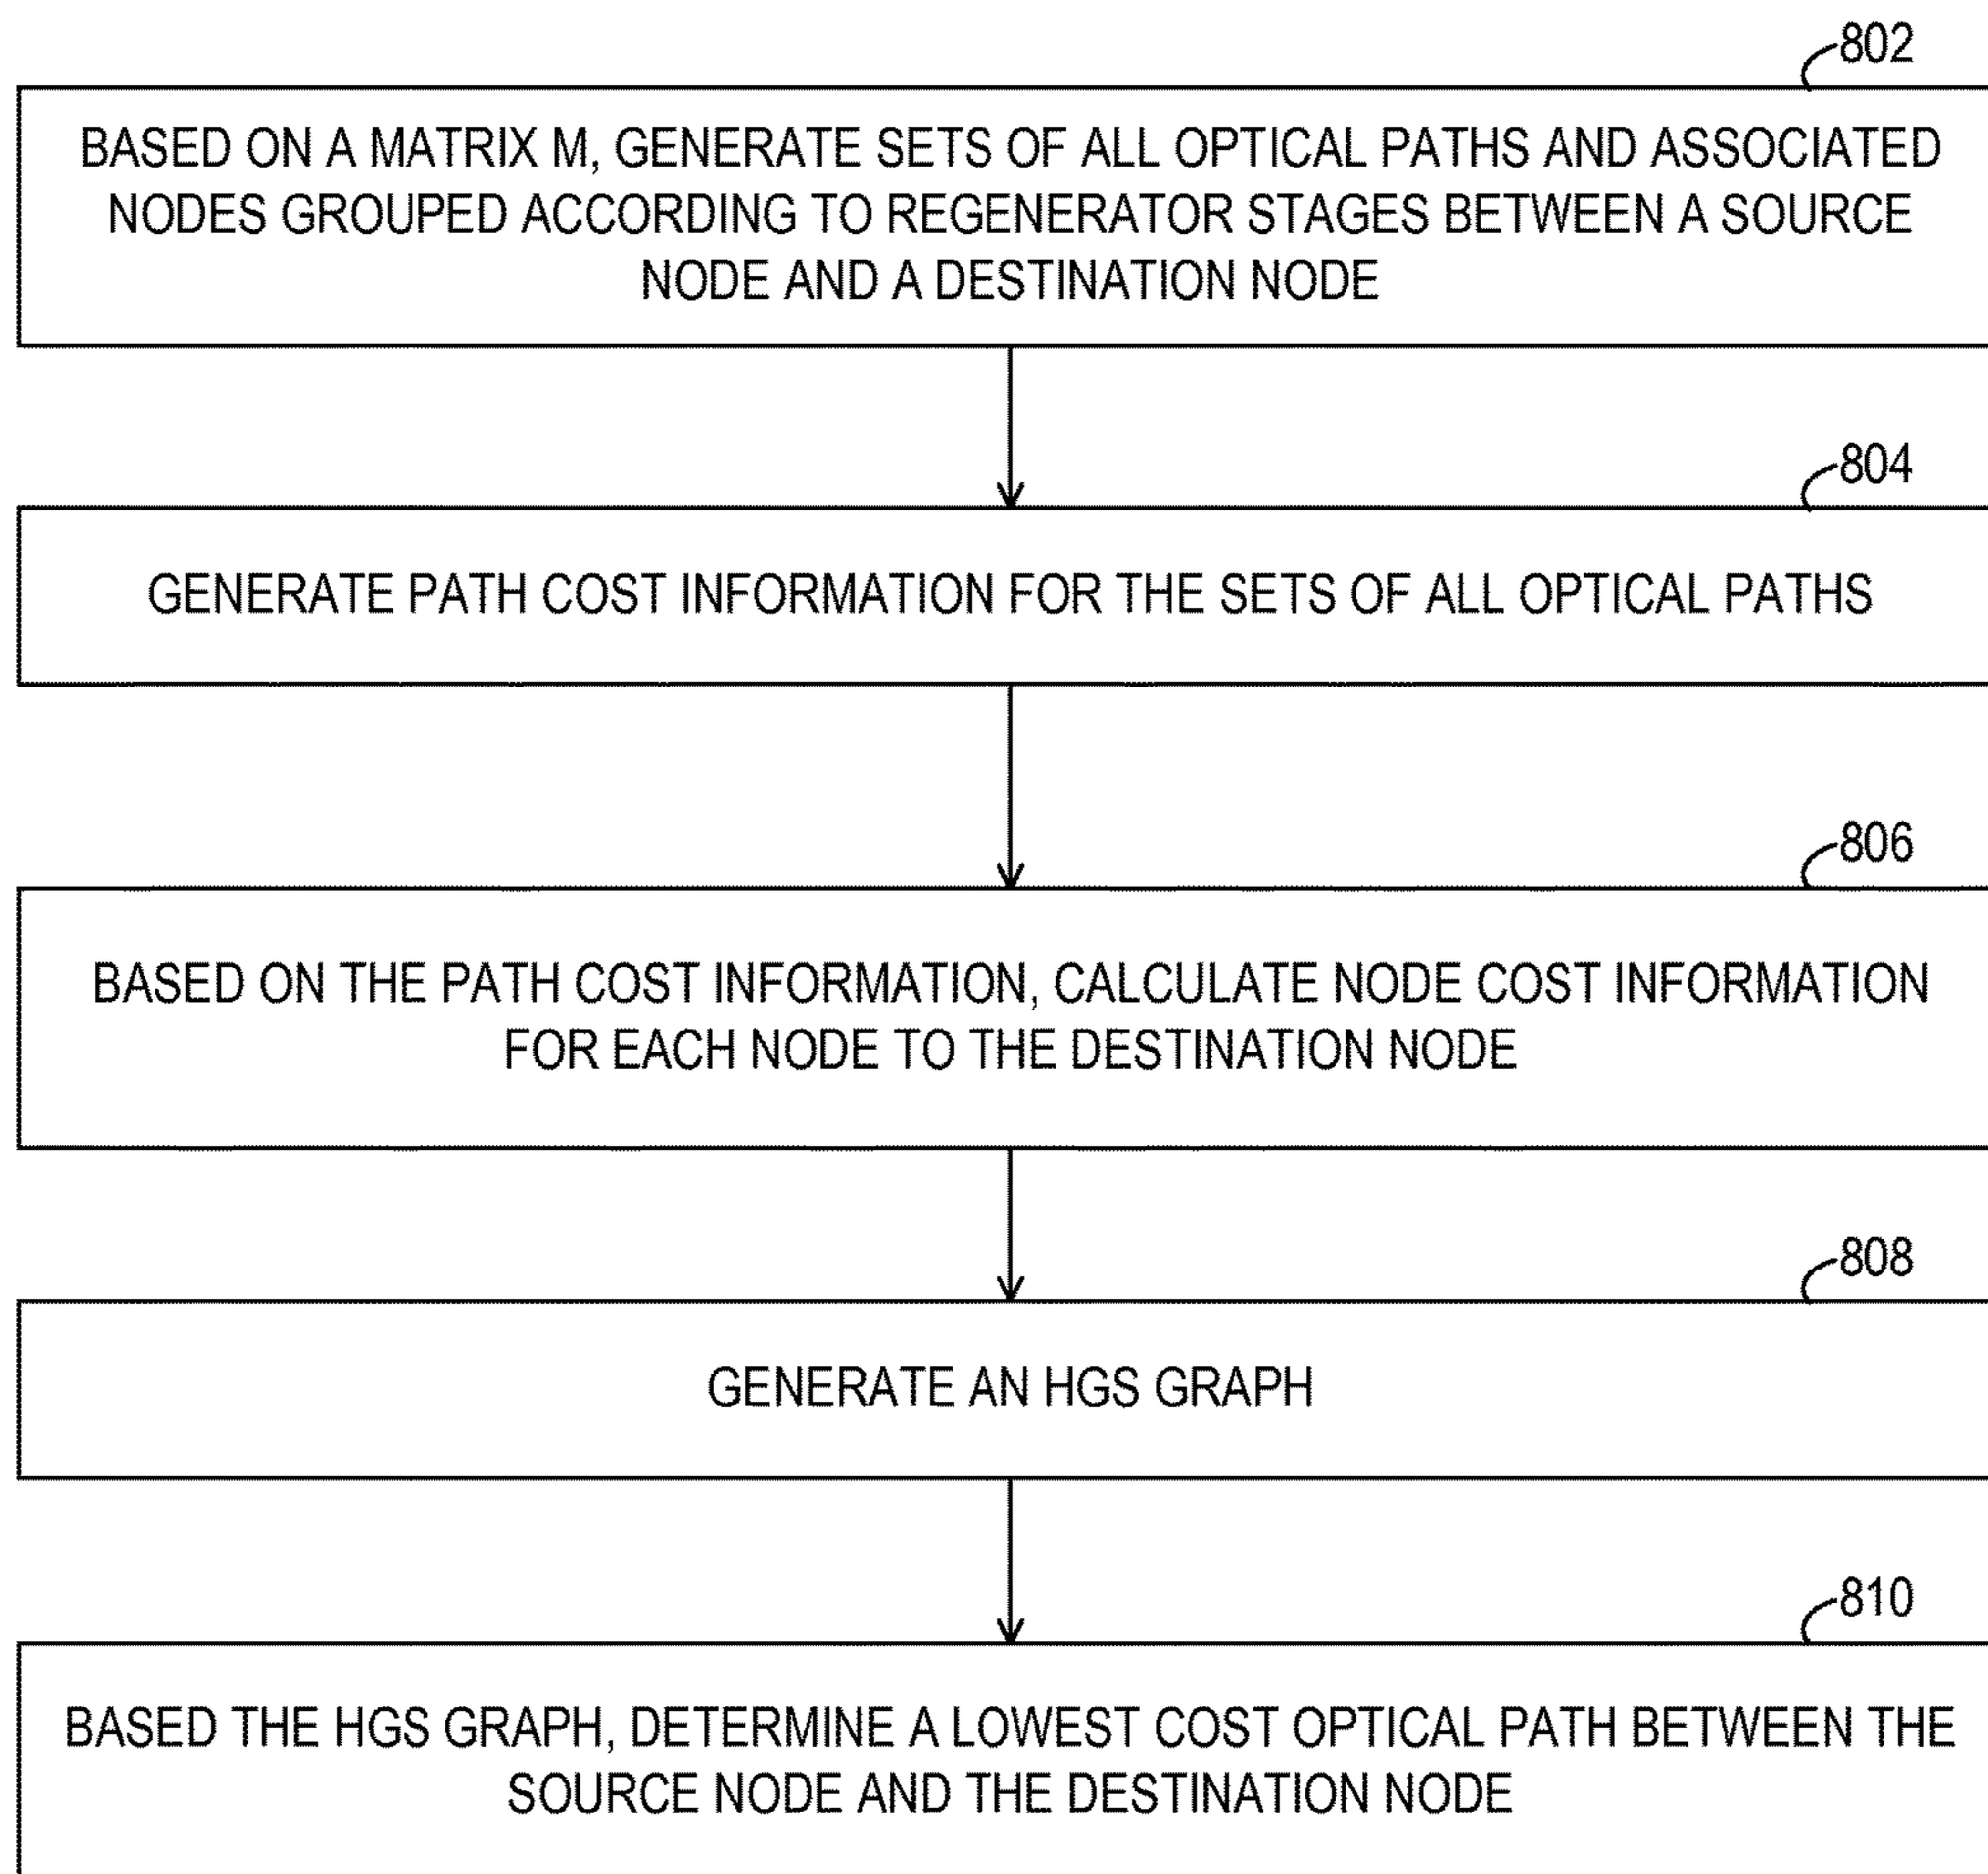 802
BASED ON A MATRIX M, GENERATE SETS OF ALL OPTICAL PATHS AND ASSOCIATED
NODES GROUPED ACCORDING TO REGENERATOR STAGES BETWEEN A SOURCE
NODE AND A DESTINATION NODE
804
GENERATE PATH COST INFORMATION FOR THE SETS OF ALL OPTICAL PATHS
806
BASED ON THE PATH COST INFORMATION, CALCULATE NODE COST INFORMATION
FOR EACH NODE TO THE DESTINATION NODE
808
GENERATE AN HGS GRAPH
810
BASED THE HGS GRAPH, DETERMINE A LOWEST COST OPTICAL PATH BETWEEN THE
SOURCE NODE AND THE DESTINATION NODE